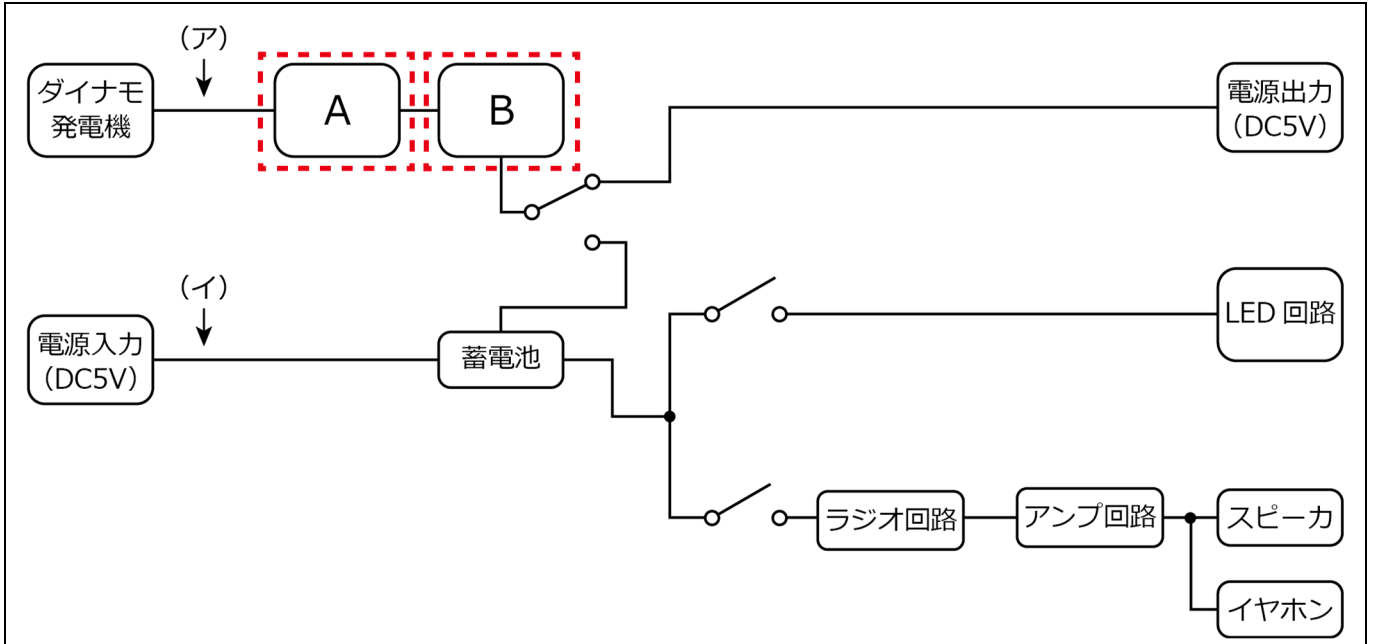 (ア)
ダイナモ
発電機
A
B
電源出力
(DC5V)
(イ)
電源入力
(DC5V)
蓄電池
LED 回路
ラジオ回路
アンプ回路
スピーカ
イヤホン